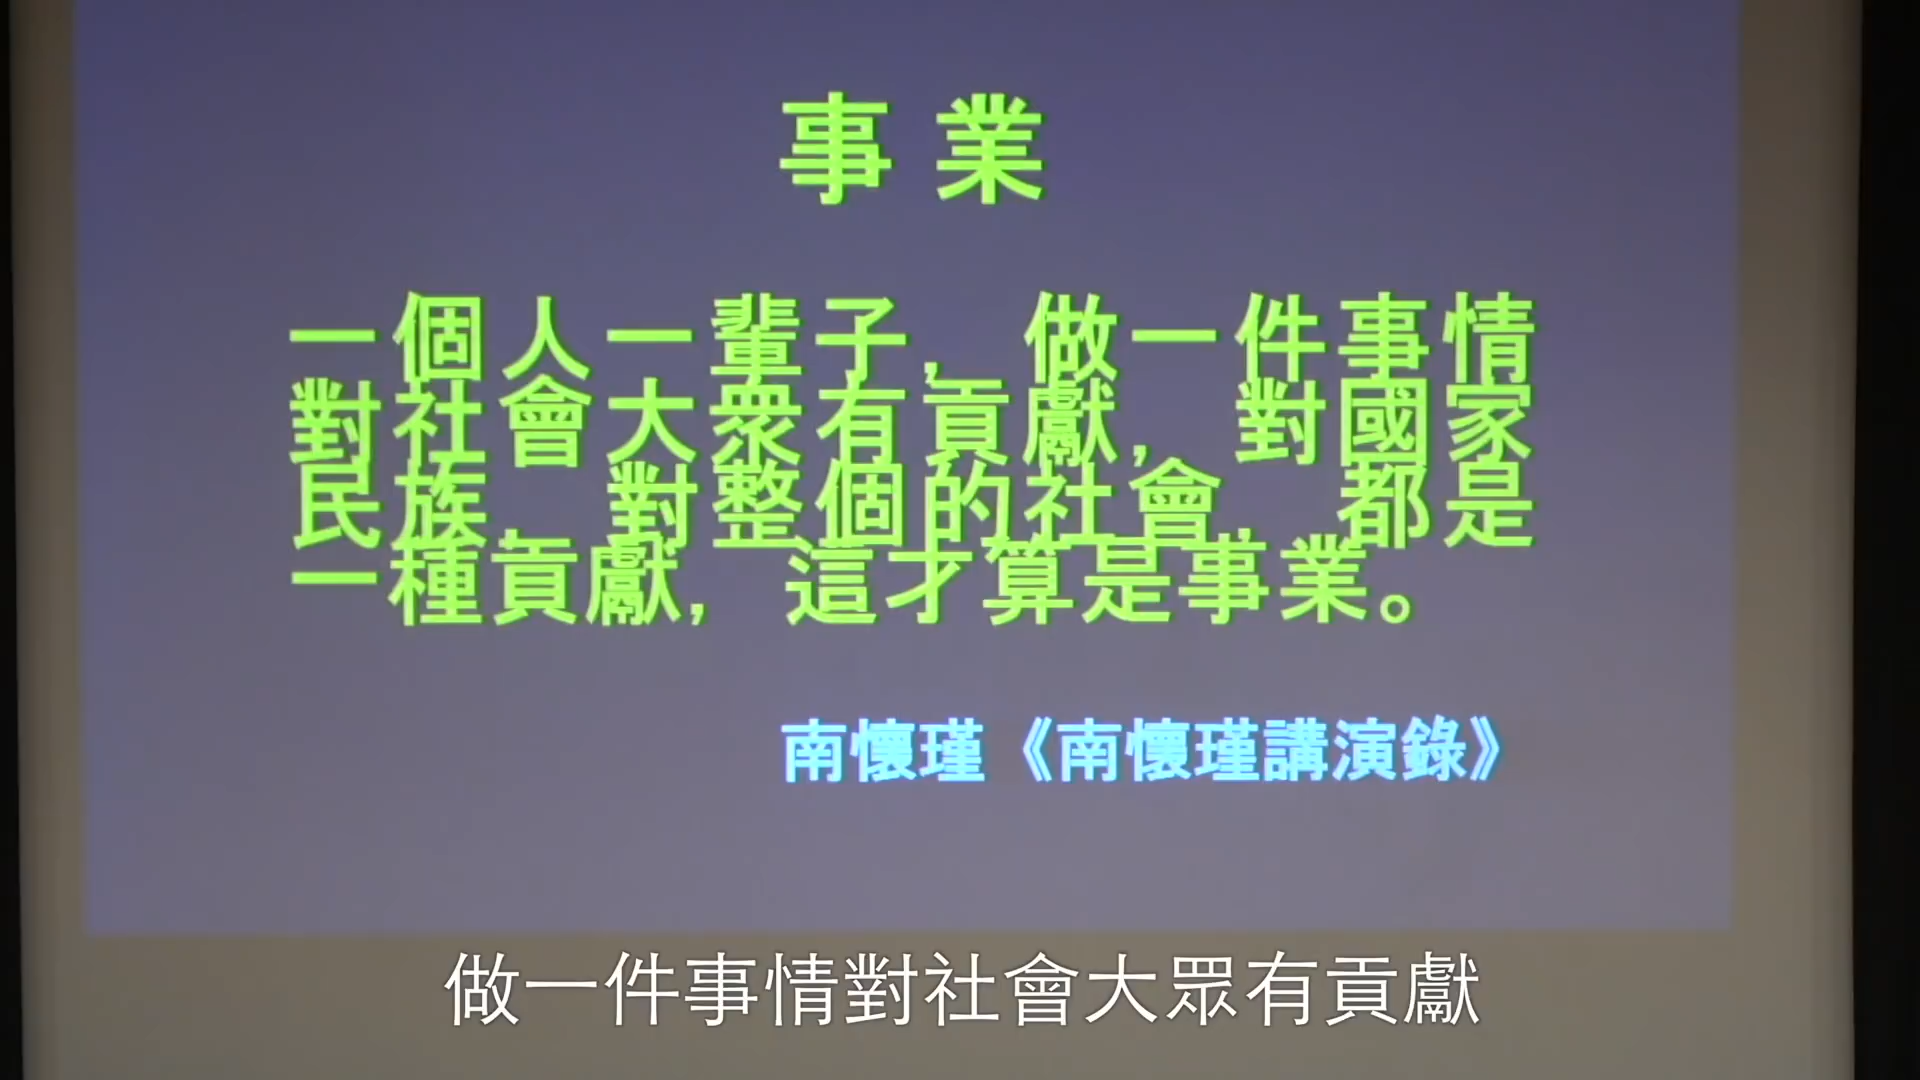 事業
一個人一輩子，做一件事情
對社會大眾有貢獻，對國家
民族，對整個的社會，都是
一種貢獻，這才算是事業。
南懷瑾《南懷瑾講演錄》
做一件事情對社會大眾有貢獻